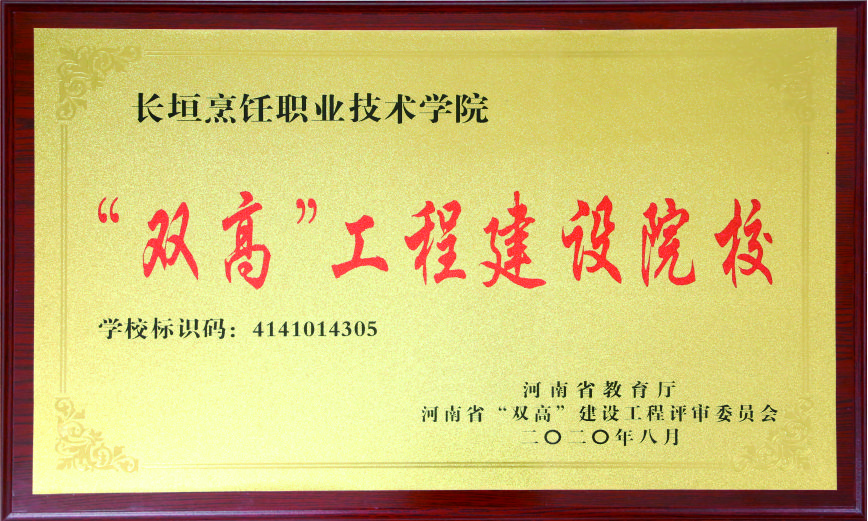 长垣烹饪职业技术学院
“双高”工程建设院校
学校标识码：4141014305
河南省教育厅
河南省“双高”建设工程评审委员会
二〇二〇年八月